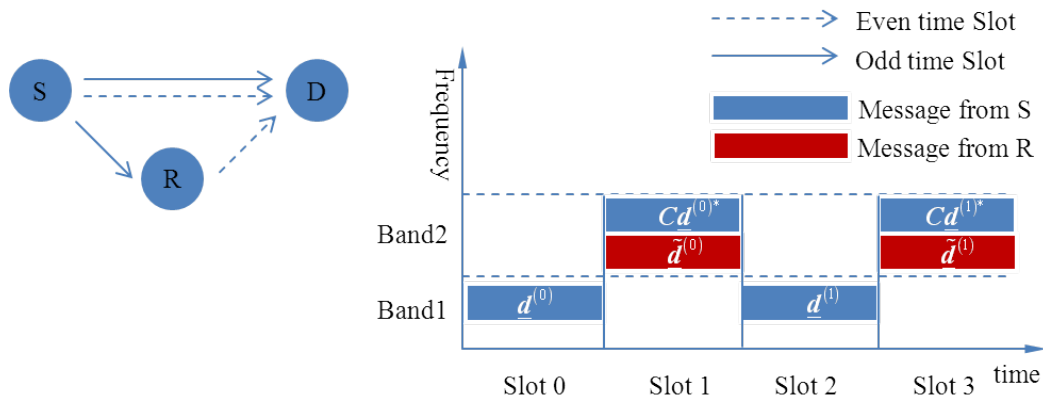 Even time Slot
Odd time Slot
Message from S
Message from R
S
D
R
Frequency
Band2
Band1
Cd^(0)*
d̃^(0)
Cd^(1)*
d̃^(1)
d^(0)
d^(1)
Slot 0
Slot 1
Slot 2
Slot 3
time